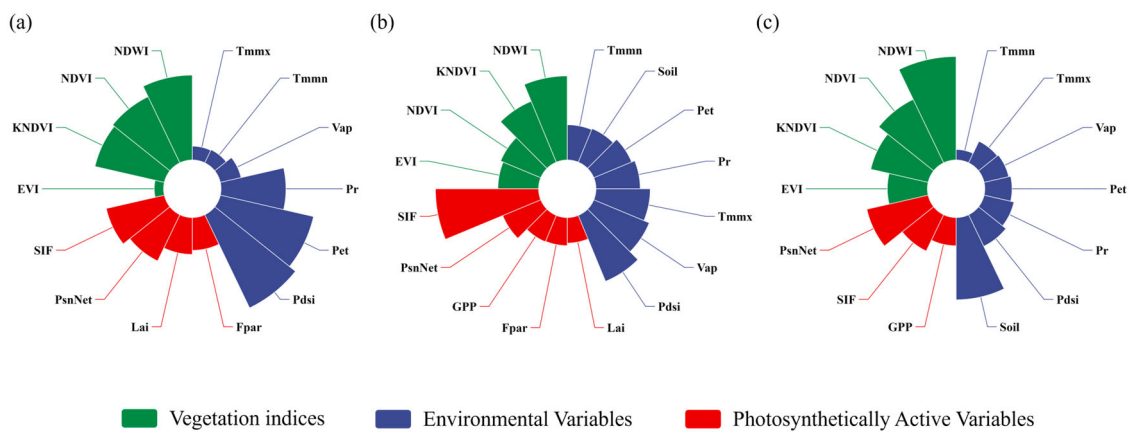 (a)
NDWI
NDVI
KNDVI
EVI
SIF
PsnNet
Lai
Fpar
Pdsi
Pet
Pr
Vap
Tmmn
Tmmx
(b)
NDWI
KNDVI
NDVI
EVI
SIF
PsnNet
GPP
Fpar
Lai
Pdsi
Vap
Tmmx
Pr
Pet
Soil
Tmmn
(c)
NDWI
NDVI
KNDVI
EVI
PsnNet
SIF
GPP
Soil
Pdsi
Pr
Pet
Vap
Tmmx
Tmmn
Vegetation indices
Environmental Variables
Photosynthetically Active Variables